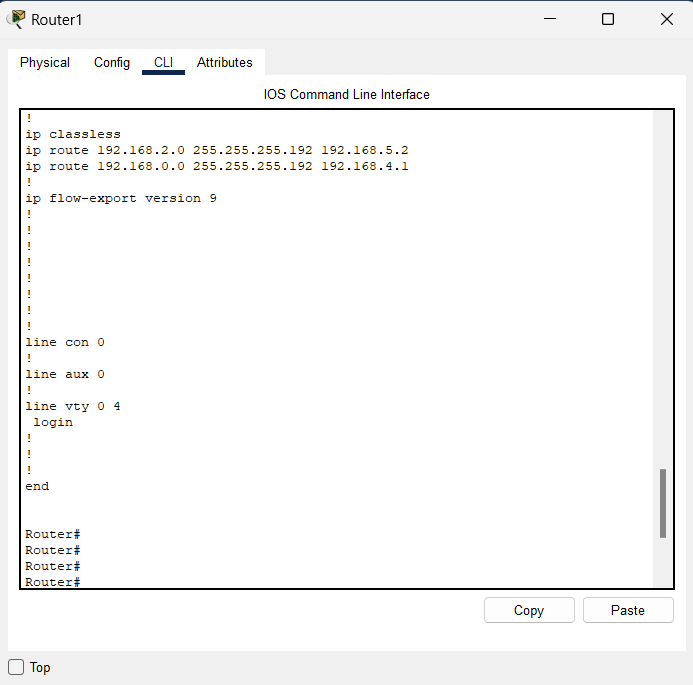 Router1
Physical Config CLI Attributes
IOS Command Line Interface
!
ip classless
ip route 192.168.2.0 255.255.255.192 192.168.5.2
ip route 192.168.0.0 255.255.255.192 192.168.4.1
!
ip flow-export version 9
!
!
!
!
!
!
!
!
line con 0
!
line aux 0
!
line vty 0 4
login
!
!
!
end
Router#
Router#
Router#
Router#
Copy Paste
Top